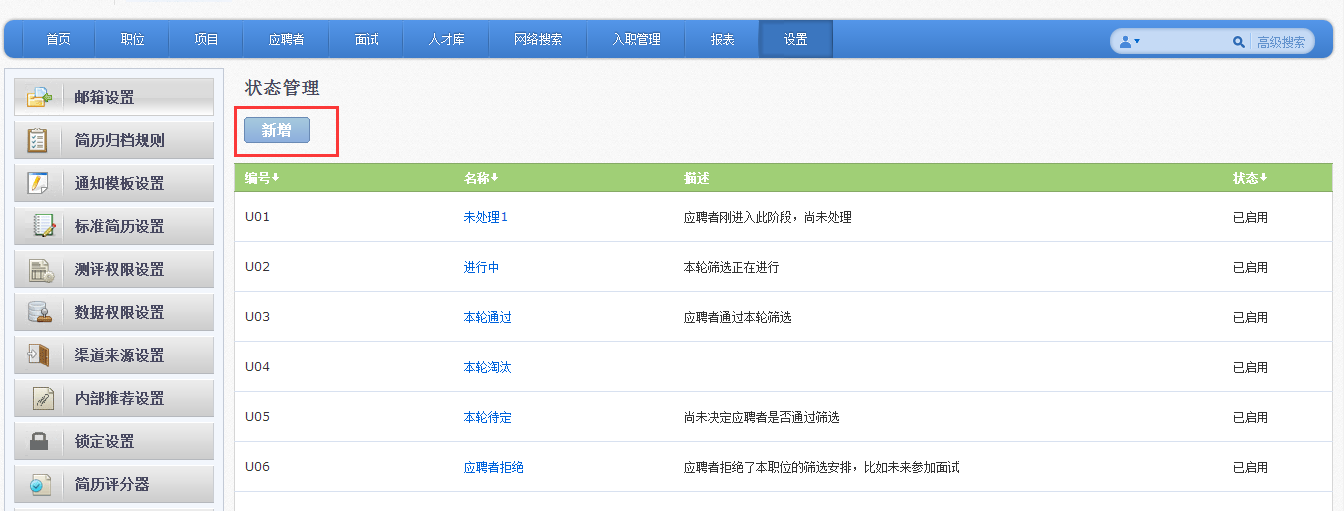 首页 职位 项目 应聘者 面试 人才库 网络搜索 入职管理 报表 设置 高级搜索
邮箱设置
简历归档规则
通知模板设置
标准简历设置
测评权限设置
数据权限设置
渠道来源设置
内部推荐设置
锁定设置
简历评分器
状态管理
新增
编号 名称 描述 状态
U01 未处理1 应聘者刚进入此阶段，尚未处理 已启用
U02 进行中 本轮筛选正在进行 已启用
U03 本轮通过 应聘者通过本轮筛选 已启用
U04 本轮淘汰 已启用
U05 本轮待定 尚未决定应聘者是否通过筛选 已启用
U06 应聘者拒绝 应聘者拒绝了本职位的筛选安排，比如未来参加面试 已启用